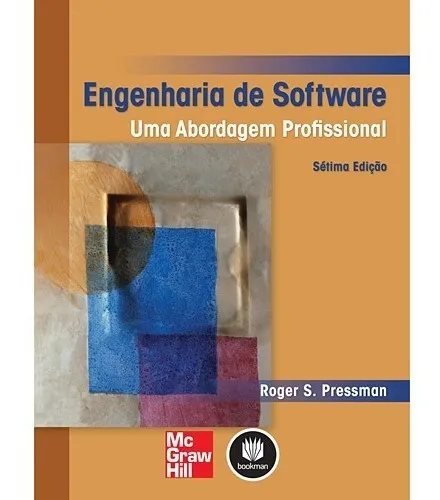 Engenharia de Software
Uma Abordagem Profissional
Sétima Edição
Roger S. Pressman
Mc
Graw
Hill
bookman